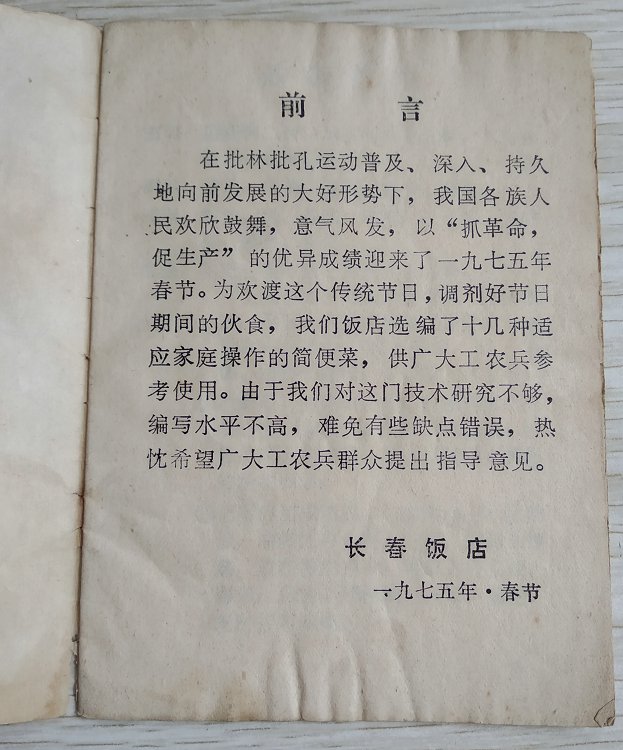 前言
在批林批孔运动普及、深入、持久
地向前发展的大好形势下，我国各族人
民欢欣鼓舞，意气风发，以“抓革命，
促生产”的优异成绩迎来了一九七五年
春节。为欢渡这个传统节日，调剂好节日
期间的伙食，我们饭店选编了十几种适
应家庭操作的简便菜，供广大工农兵参
考使用。由于我们对这门技术研究不够，
编写水平不高，难免有些缺点错误，热
忱希望广大工农兵群众提出指导意见。
长春饭店
一九七五年·春节